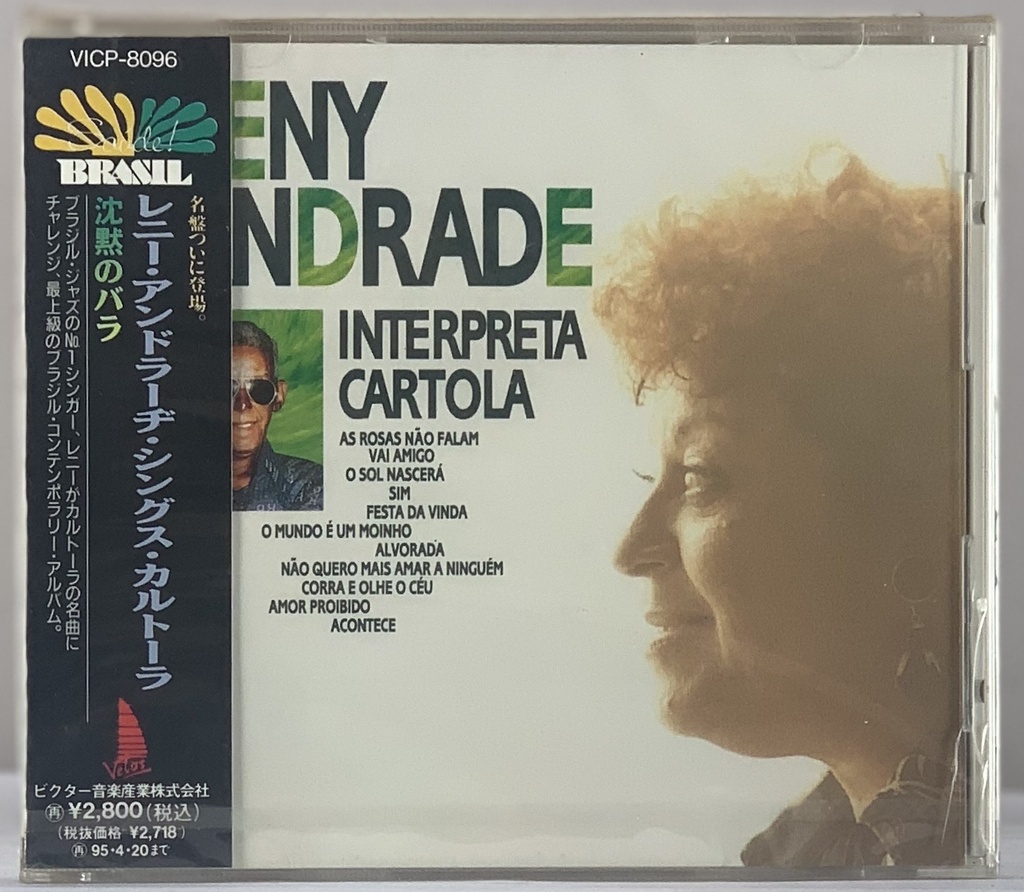 VICP-8096
Saúde!
BRASIL
名盤ついに登場。
レニー・アンドラーヂ・シングス・カルトーラ
沈黙のバラ
ブラジル・ジャズのNo.1シンガー、レニーがカルトーラの名曲に
チャレンジ、最上級のブラジル・コンテンポラリー・アルバム。
Velas
ビクター音楽産業株式会社
再 ¥2,800(税込)
(税抜価格 ¥2,718)
再 95・4・20まで
ENY
NDRADE
INTERPRETA
CARTOLA
AS ROSAS NÃO FALAM
VAI AMIGO
O SOL NASCERÁ
SIM
FESTA DA VINDA
O MUNDO É UM MOINHO
ALVORADA
NÃO QUERO MAIS AMAR A NINGUÉM
CORRA E OLHE O CÉU
AMOR PROIBIDO
ACONTECE